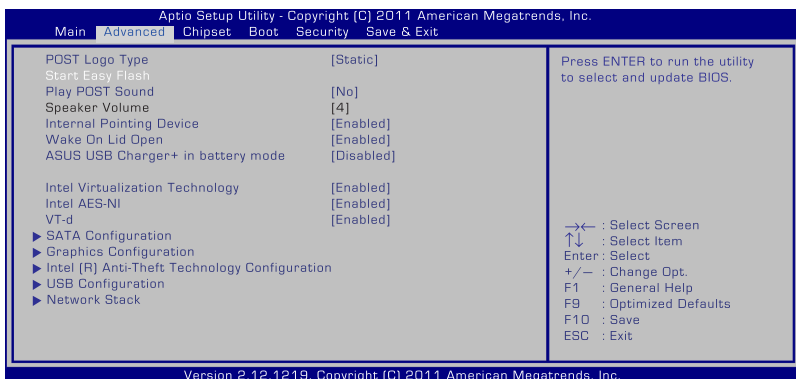 Aptio Setup Utility - Copyright (C) 2011 American Megatrends, Inc.
Main Advanced Chipset Boot Security Save & Exit
POST Logo Type [Static]
Start Easy Flash
Play POST Sound [No]
Speaker Volume [4]
Internal Pointing Device [Enabled]
Wake On Lid Open [Enabled]
ASUS USB Charger+ in battery mode [Disabled]
Intel Virtualization Technology [Enabled]
Intel AES-NI [Enabled]
VT-d [Enabled]
▶ SATA Configuration
▶ Graphics Configuration
▶ Intel (R) Anti-Theft Technology Configuration
▶ USB Configuration
▶ Network Stack
Press ENTER to run the utility
to select and update BIOS.
→← : Select Screen
↑↓ : Select Item
Enter : Select
+/− : Change Opt.
F1 : General Help
F9 : Optimized Defaults
F10 : Save
ESC : Exit
Version 2.12.1219. Copyright (C) 2011 American Megatrends, Inc.